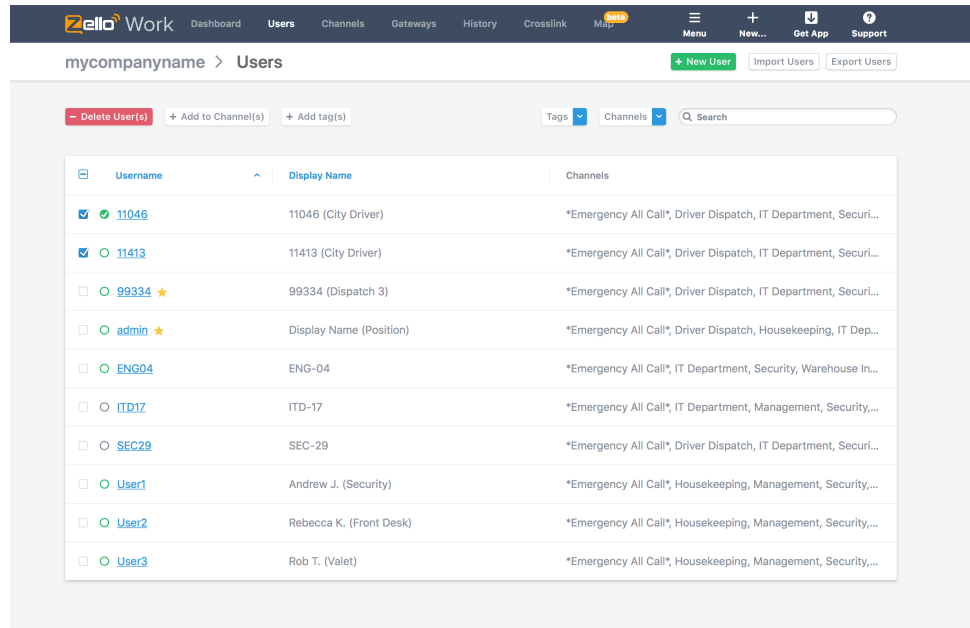 Zello Work Dashboard Users Channels Gateways History Crosslink Map beta Menu New... Get App Support
mycompanyname > Users + New User Import Users Export Users
− Delete User(s) + Add to Channel(s) + Add tag(s) Tags Channels Search
Username Display Name Channels
11046 11046 (City Driver) *Emergency All Call*, Driver Dispatch, IT Department, Securi...
11413 11413 (City Driver) *Emergency All Call*, Driver Dispatch, IT Department, Securi...
99334 99334 (Dispatch 3) *Emergency All Call*, Driver Dispatch, IT Department, Securi...
admin Display Name (Position) *Emergency All Call*, Driver Dispatch, Housekeeping, IT Dep...
ENG04 ENG-04 *Emergency All Call*, IT Department, Security, Warehouse In...
ITD17 ITD-17 *Emergency All Call*, IT Department, Management, Security,...
SEC29 SEC-29 *Emergency All Call*, Driver Dispatch, IT Department, Securi...
User1 Andrew J. (Security) *Emergency All Call*, Housekeeping, Management, Security,...
User2 Rebecca K. (Front Desk) *Emergency All Call*, Housekeeping, Management, Security,...
User3 Rob T. (Valet) *Emergency All Call*, Housekeeping, Management, Security,...